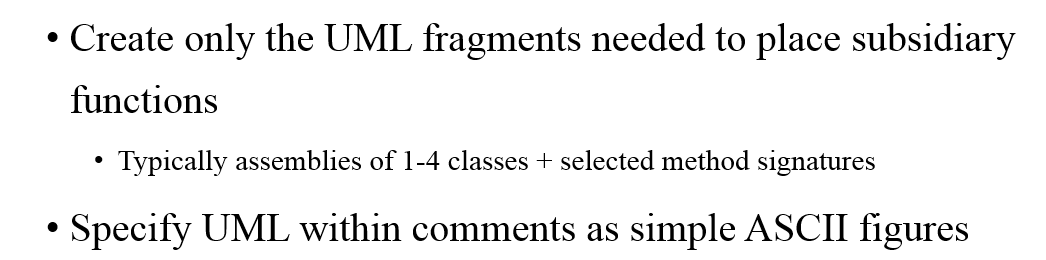 • Create only the UML fragments needed to place subsidiary
functions
• Typically assemblies of 1-4 classes + selected method signatures
• Specify UML within comments as simple ASCII figures